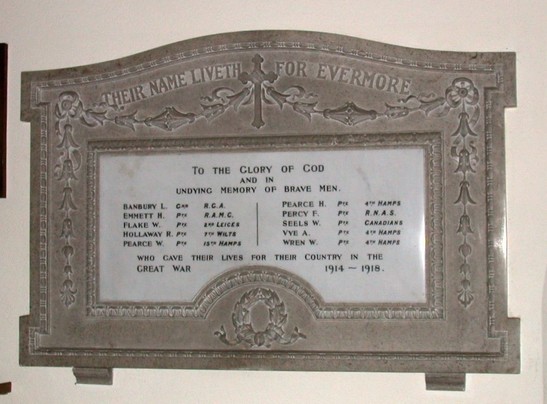 THEIR NAME LIVETH FOR EVERMORE
TO THE GLORY OF GOD
AND IN
UNDYING MEMORY OF BRAVE MEN.
BANBURY L. GNR R.G.A.
EMMETT H. PTE R.A.M.C.
FLAKE W. PTE 2ND LEICES
HOLLAWAY R. PTE 7TH WILTS
PEARCE W. PTE 15TH HAMPS
PEARCE H. PTE 4TH HAMPS
PERCY F. PTE R.N.A.S.
SEELS W. PTE CANADIANS
VYE A. PTE 4TH HAMPS
WREN W. PTE 4TH HAMPS
WHO GAVE THEIR LIVES FOR THEIR COUNTRY IN THE
GREAT WAR 1914 – 1918.